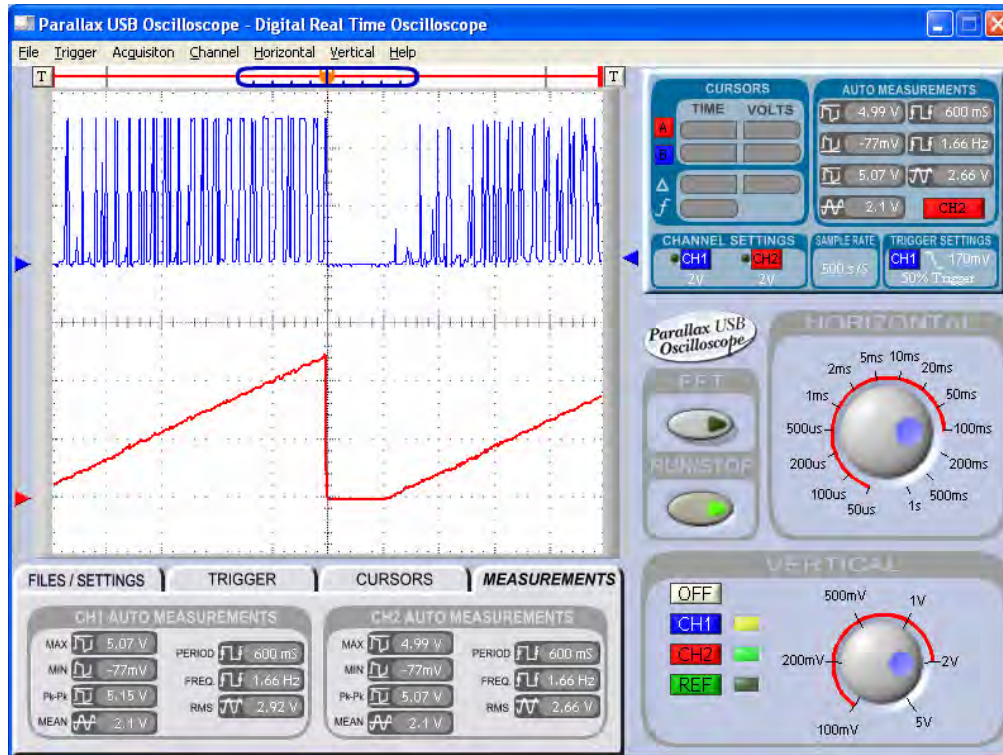 Parallax USB Oscilloscope - Digital Real Time Oscilloscope
File Trigger Acquisiton Channel Horizontal Vertical Help
T T
CURSORS
TIME VOLTS
A
B
Δ
f
AUTO MEASUREMENTS
4.99 V 600 mS
-77mV 1.66 Hz
5.07 V 2.66 V
2.1 V CH2
CHANNEL SETTINGS
CH1 CH2
2V 2V
SAMPLE RATE
500 s/S
TRIGGER SETTINGS
CH1 170mV
50% Trigger
Parallax USB
Oscilloscope
FFT
RUN/STOP
HORIZONTAL
50us
100us
200us
500us
1ms
2ms
5ms
10ms
20ms
50ms
100ms
200ms
500ms
1s
VERTICAL
OFF
CH1
CH2
REF
100mV
200mV
500mV
1V
2V
5V
FILES / SETTINGS TRIGGER CURSORS MEASUREMENTS
CH1 AUTO MEASUREMENTS
MAX 5.07 V
MIN -77mV
Pk-Pk 5.15 V
MEAN 2.1 V
PERIOD 600 mS
FREQ. 1.66 Hz
RMS 2.92 V
CH2 AUTO MEASUREMENTS
MAX 4.99 V
MIN -77mV
Pk-Pk 5.07 V
MEAN 2.1 V
PERIOD 600 mS
FREQ. 1.66 Hz
RMS 2.66 V